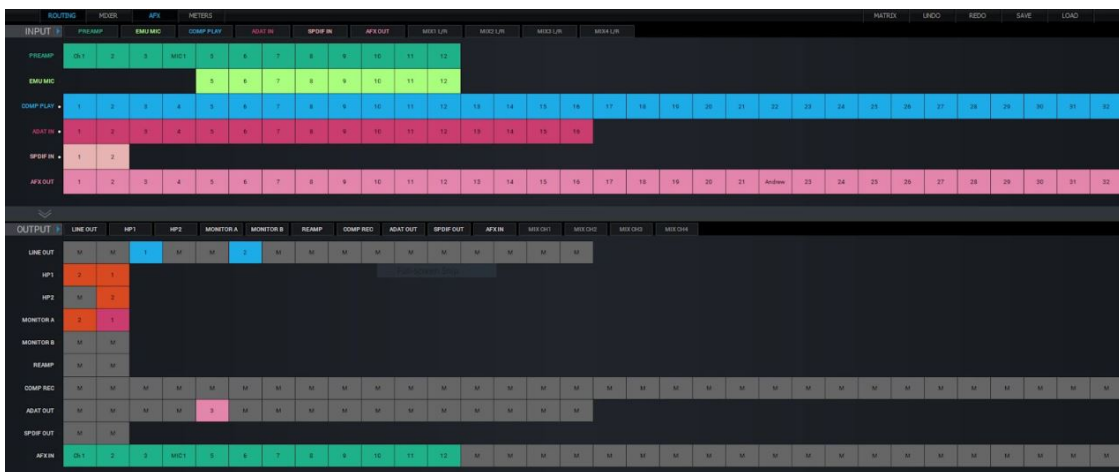 ROUTING MIXER AFX METERS MATRIX UNDO REDO SAVE LOAD
INPUT PREAMP EMU MIC COMP PLAY ADAT IN SPDIF IN AFX OUT MIX1 L/R MIX2 L/R MIX3 L/R MIX4 L/R
PREAMP Ch 1 2 3 MIC1 5 6 7 8 9 10 11 12
EMU MIC 5 6 7 8 9 10 11 12
COMP PLAY 1 2 3 4 5 6 7 8 9 10 11 12 13 14 15 16 17 18 19 20 21 22 23 24 25 26 27 28 29 30 31 32
ADAT IN 1 2 3 4 5 6 7 8 9 10 11 12 13 14 15 16
SPDIF IN 1 2
AFX OUT 1 2 3 4 5 6 7 8 9 10 11 12 13 14 15 16 17 18 19 20 21 Andrew 23 24 25 26 27 28 29 30 31 32
OUTPUT LINE OUT HP1 HP2 MONITOR A MONITOR B REAMP COMP REC ADAT OUT SPDIF OUT AFX IN MIX CH1 MIX CH2 MIX CH3 MIX CH4
LINE OUT M M 1 M M 2 M M M M M M M M M M
HP1 2 1
HP2 M 2
MONITOR A 2 1
MONITOR B M M
REAMP M M
COMP REC M M M M M M M M M M M M M M M M M M M M M M M M M M M M M M M M
ADAT OUT M M M M 3 M M M M M M M M M M M
SPDIF OUT M M
AFX IN Ch 1 2 3 MIC1 5 6 7 8 9 10 11 12 M M M M M M M M M M M M M M M M M M M M